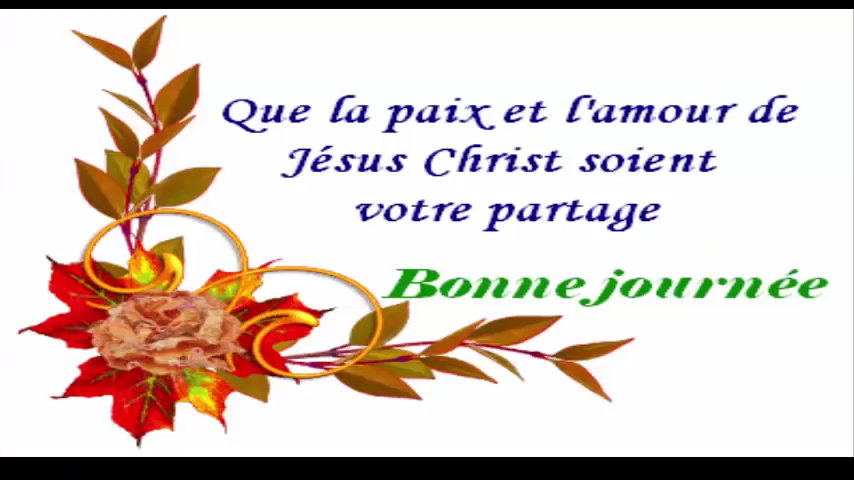 Que la paix et l'amour de
Jésus Christ soient
votre partage
Bonne journée